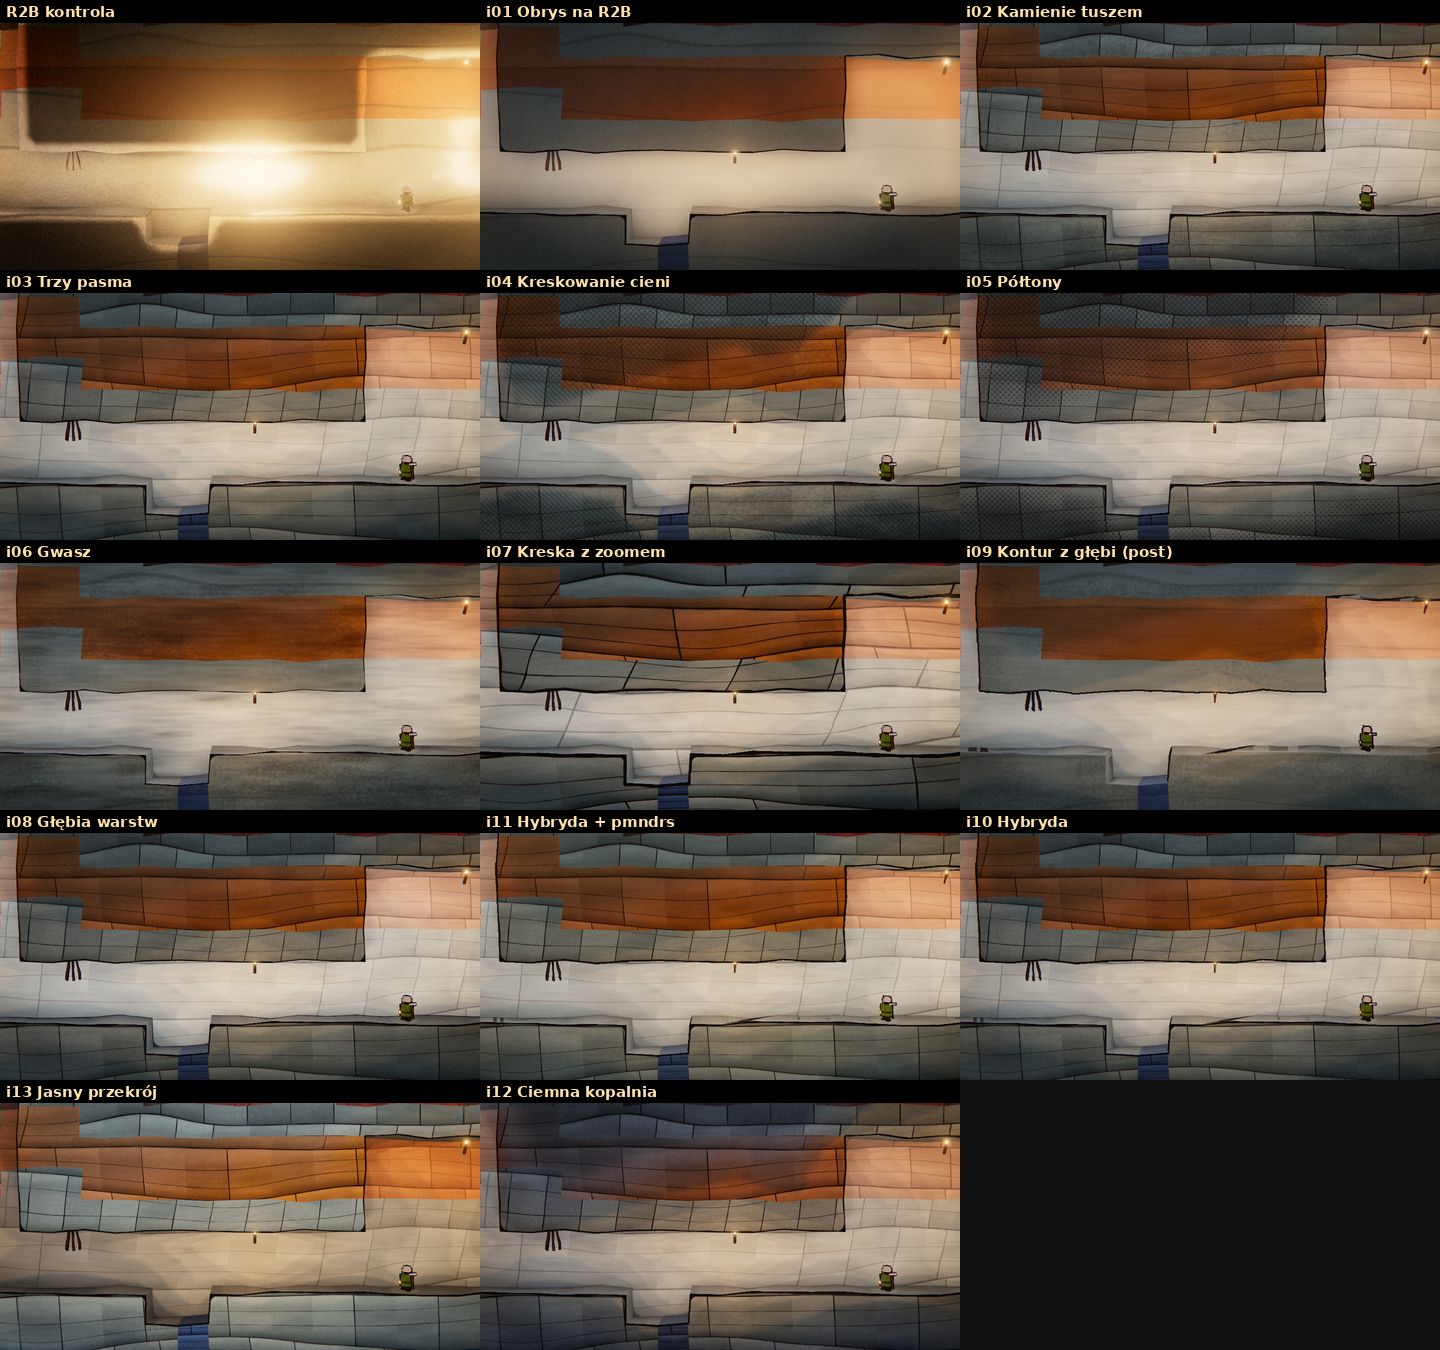 R2B kontrola
i01 Obrys na R2B
i02 Kamienie tuszem
i03 Trzy pasma
i04 Kreskowanie cieni
i05 Półtony
i06 Gwasz
i07 Kreska z zoomem
i09 Kontur z głębi (post)
i08 Głębia warstw
i11 Hybryda + pmndrs
i10 Hybryda
i13 Jasny przekrój
i12 Ciemna kopalnia